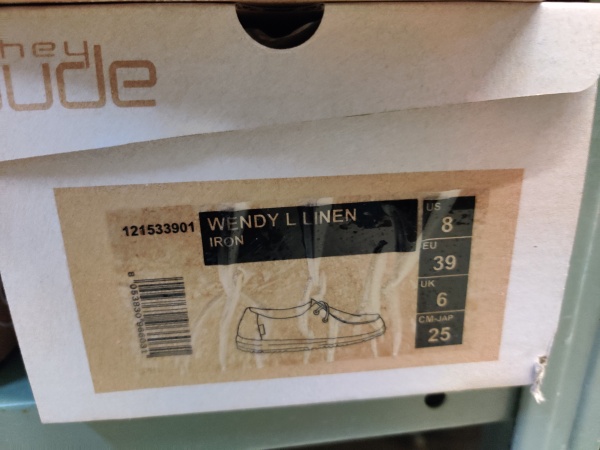 hey
dude
121533901
WENDY L LINEN
IRON
US
8
EU
39
UK
6
CM-JAP
25